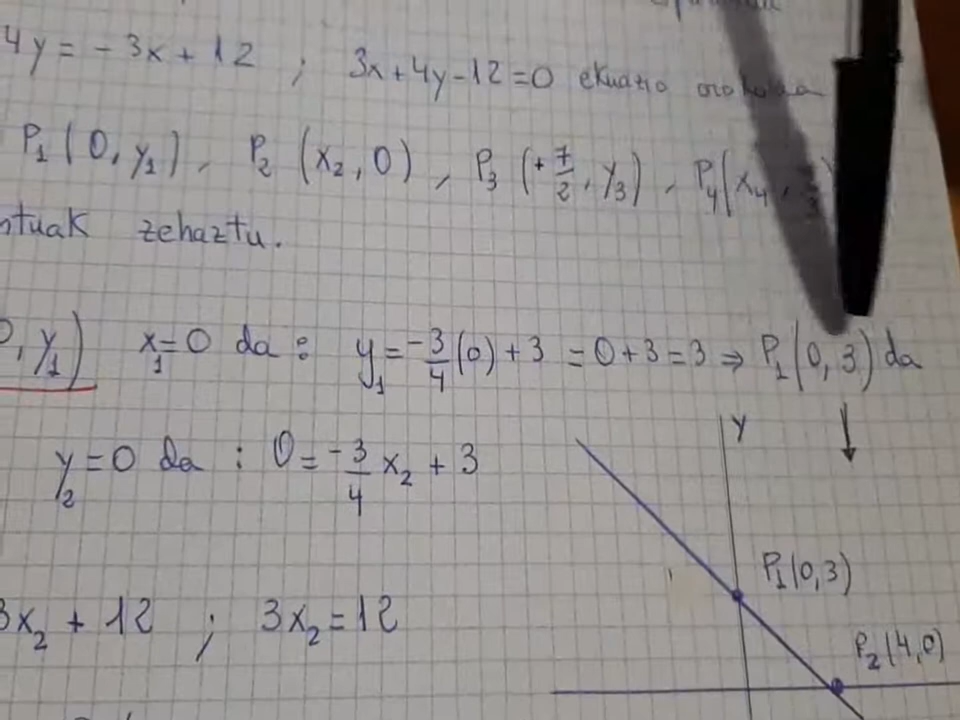 4y = -3x + 12 ; 3x + 4y - 12 = 0 ekuazio orokorra
P₁(0, y₁), P₂(x₂, 0), P₃(+7/2, y₃), P₄(x₄,
zehaztu.
, y₁) x₁ = 0 da : y₁ = -3/4 (0) + 3 = 0 + 3 = 3 ⇒ P₁(0, 3) da
y₂ = 0 da : 0 = -3/4 x₂ + 3
Y
P₁(0,3)
3x₂ + 12 ; 3x₂ = 12
P₂(4,0)